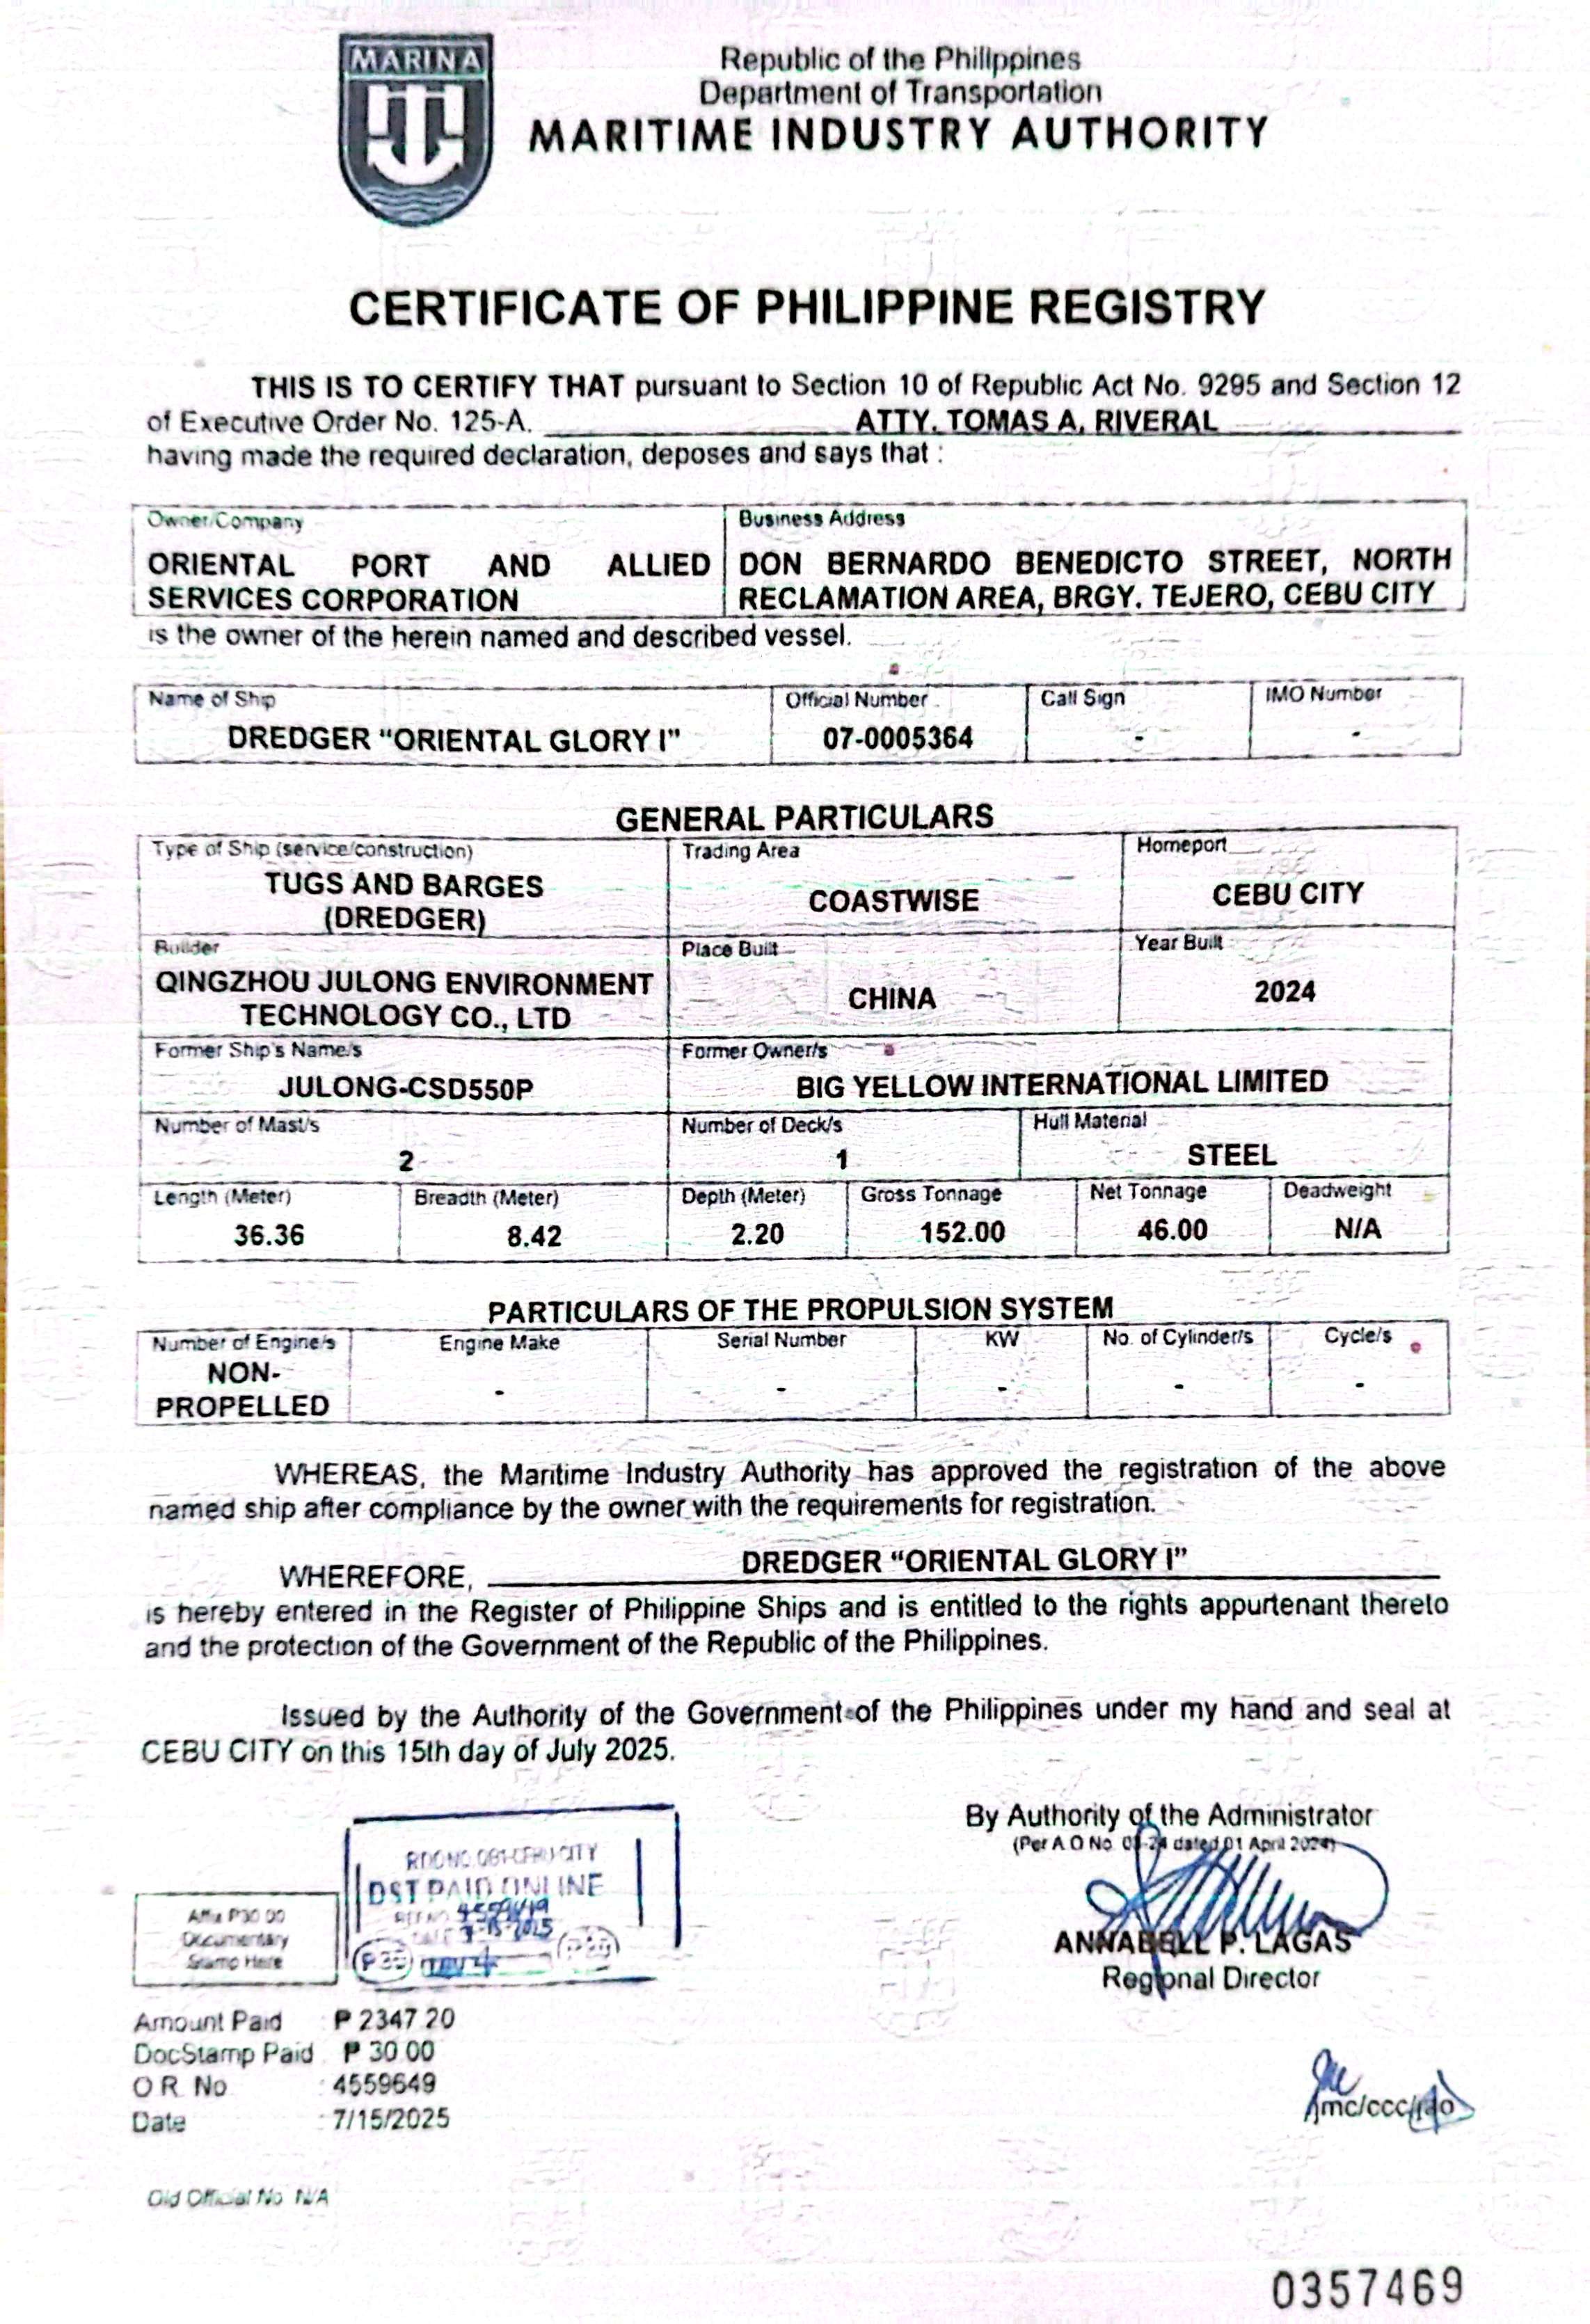 MARINA
Republic of the Philippines
Department of Transportation
MARITIME INDUSTRY AUTHORITY
CERTIFICATE OF PHILIPPINE REGISTRY
THIS IS TO CERTIFY THAT pursuant to Section 10 of Republic Act No. 9295 and Section 12
of Executive Order No. 125-A. ATTY. TOMAS A. RIVERAL
having made the required declaration, deposes and says that :
Owner/Company
ORIENTAL PORT AND ALLIED
SERVICES CORPORATION
Business Address
DON BERNARDO BENEDICTO STREET, NORTH
RECLAMATION AREA, BRGY. TEJERO, CEBU CITY
is the owner of the herein named and described vessel.
Name of Ship
DREDGER "ORIENTAL GLORY I"
Official Number
07-0005364
Call Sign
-
IMO Number
-
GENERAL PARTICULARS
Type of Ship (service/construction)
TUGS AND BARGES
(DREDGER)
Trading Area
COASTWISE
Homeport
CEBU CITY
Builder
QINGZHOU JULONG ENVIRONMENT
TECHNOLOGY CO., LTD
Place Built
CHINA
Year Built
2024
Former Ship's Name/s
JULONG-CSD550P
Former Owner/s
BIG YELLOW INTERNATIONAL LIMITED
Number of Mast/s
2
Number of Deck/s
1
Hull Material
STEEL
Length (Meter)
36.36
Breadth (Meter)
8.42
Depth (Meter)
2.20
Gross Tonnage
152.00
Net Tonnage
46.00
Deadweight
N/A
PARTICULARS OF THE PROPULSION SYSTEM
Number of Engine/s
NON-
PROPELLED
Engine Make
-
Serial Number
-
KW
-
No. of Cylinder/s
-
Cycle/s
-
WHEREAS, the Maritime Industry Authority has approved the registration of the above
named ship after compliance by the owner with the requirements for registration.
WHEREFORE, DREDGER "ORIENTAL GLORY I"
is hereby entered in the Register of Philippine Ships and is entitled to the rights appurtenant thereto
and the protection of the Government of the Republic of the Philippines.
Issued by the Authority of the Government of the Philippines under my hand and seal at
CEBU CITY on this 15th day of July 2025.
By Authority of the Administrator
(Per A O No. dated 01 April 2024)
ANNABELL P. LAGAS
Regional Director
CITY
DST PAID ONLINE
7-15-2025
Affix P30 00
Documentary
Stamp Here
Amount Paid : ₱ 2347 20
DocStamp Paid ₱ 30 00
O R No : 4559649
Date : 7/15/2025
jmc/ccc/
Old Official No N/A
0357469